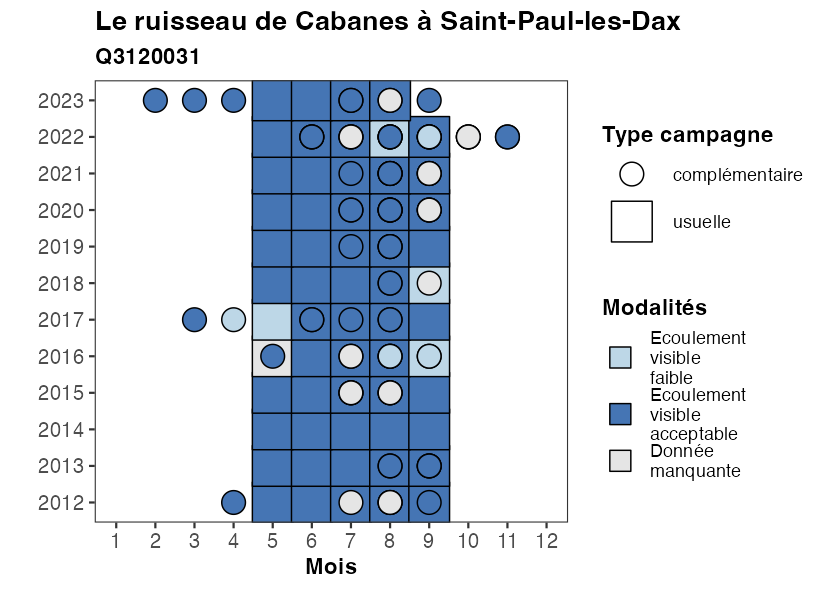 Le ruisseau de Cabanes à Saint-Paul-les-Dax
Q3120031
2023
2022
2021
2020
2019
2018
2017
2016
2015
2014
2013
2012
1 2 3 4 5 6 7 8 9 10 11 12
Mois
Type campagne
complémentaire
usuelle
Modalités
Ecoulement
visible
faible
Ecoulement
visible
acceptable
Donnée
manquante